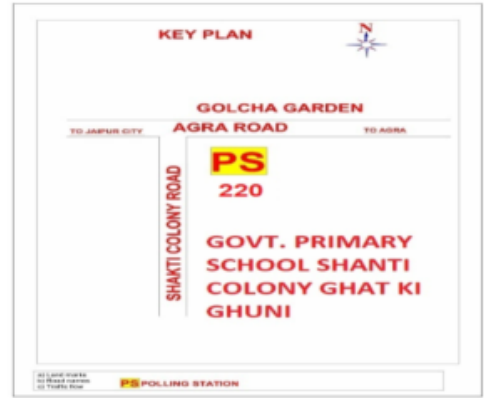 KEY PLAN
N
GOLCHA GARDEN
TO JAIPUR CITY AGRA ROAD TO AGRA
SHAKTI COLONY ROAD
PS
220
GOVT. PRIMARY
SCHOOL SHANTI
COLONY GHAT KI
GHUNI
a) Land marks
b) Road names
c) Traffic flow
PS POLLING STATION